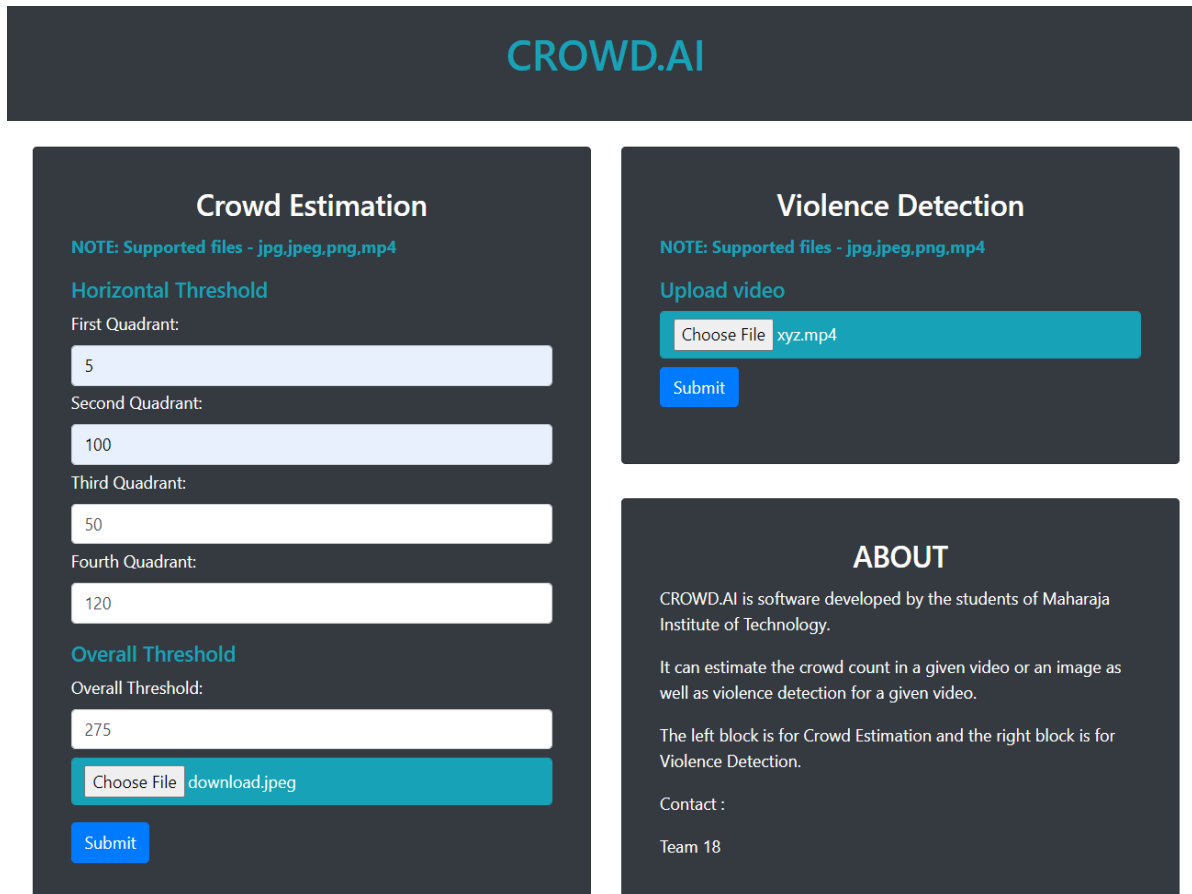 CROWD.AI
Crowd Estimation
NOTE: Supported files - jpg,jpeg,png,mp4
Horizontal Threshold
First Quadrant:
5
Second Quadrant:
100
Third Quadrant:
50
Fourth Quadrant:
120
Overall Threshold
Overall Threshold:
275
Choose File download.jpeg
Submit
Violence Detection
NOTE: Supported files - jpg,jpeg,png,mp4
Upload video
Choose File xyz.mp4
Submit
ABOUT
CROWD.AI is software developed by the students of Maharaja
Institute of Technology.
It can estimate the crowd count in a given video or an image as
well as violence detection for a given video.
The left block is for Crowd Estimation and the right block is for
Violence Detection.
Contact :
Team 18